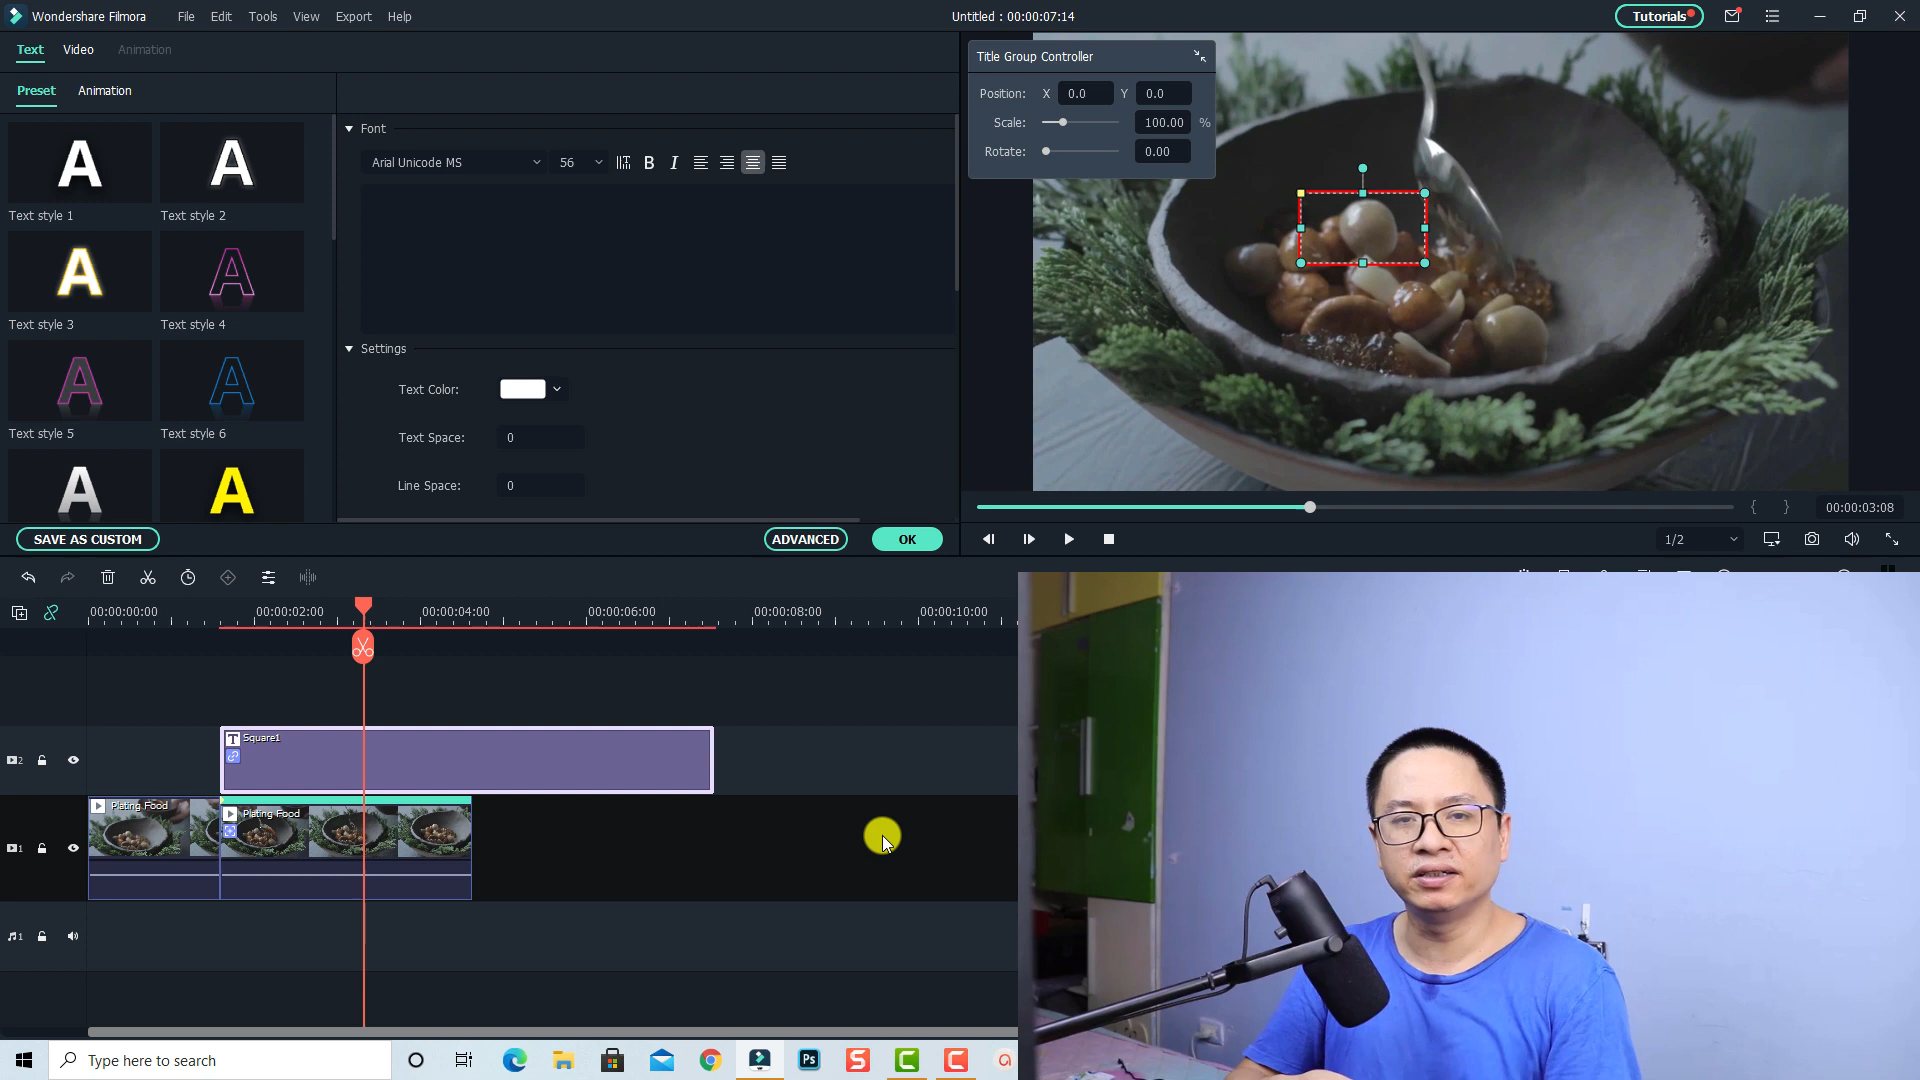 Wondershare Filmora File Edit Tools View Export Help Untitled : 00:00:07:14 Tutorials
Text Video Animation
Preset Animation
Text style 1 Text style 2
Text style 3 Text style 4
Text style 5 Text style 6
Font
Arial Unicode MS 56 B I
Settings
Text Color:
Text Space: 0
Line Space: 0
SAVE AS CUSTOM ADVANCED OK
Title Group Controller
Position: X 0.0 Y 0.0
Scale: 100.00 %
Rotate: 0.00
{ } 00:00:03:08
1/2
00:00:00:00 00:00:02:00 00:00:04:00 00:00:06:00 00:00:08:00 00:00:10:00
T Square1
2
Plating Food Plating Food
1
1
Type here to search Ps S C C